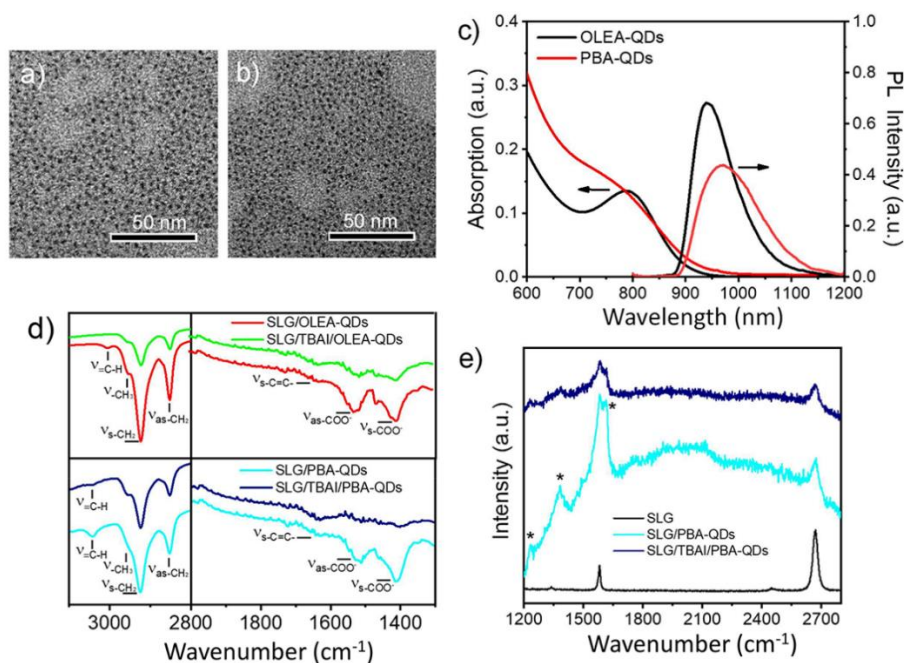 a)
50 nm
b)
50 nm
c)
OLEA-QDs
PBA-QDs
Absorption (a.u.)
0.4
0.3
0.2
0.1
0.0
PL Intensity (a.u.)
1.0
0.8
0.6
0.4
0.2
0.0
600 700 800 900 1000 1100 1200
Wavelength (nm)
d)
SLG/OLEA-QDs
SLG/TBAI/OLEA-QDs
ν=C-H
ν-CH₃
νs-CH₂
νas-CH₂
νs-C=C-
νas-COO⁻
νs-COO⁻
SLG/PBA-QDs
SLG/TBAI/PBA-QDs
ν=C-H
ν=C-H
ν-CH₃
νs-CH₂
νas-CH₂
νs-C=C-
νas-COO⁻
νs-COO⁻
3000 2800 1800 1600 1400
Wavenumber (cm⁻¹)
e)
Intensity (a.u.)
*
*
*
SLG
SLG/PBA-QDs
SLG/TBAI/PBA-QDs
1200 1500 1800 2100 2400 2700
Wavenumber (cm⁻¹)